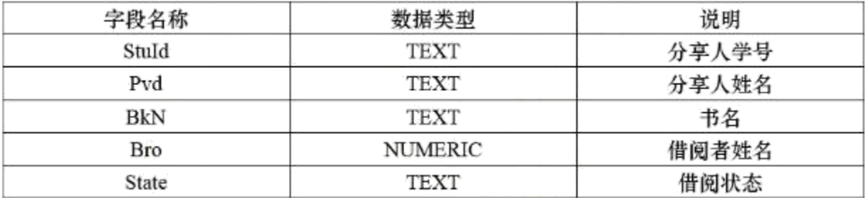 字段名称 数据类型 说明
StuId TEXT 分享人学号
Pvd TEXT 分享人姓名
BkN TEXT 书名
Bro NUMERIC 借阅者姓名
State TEXT 借阅状态